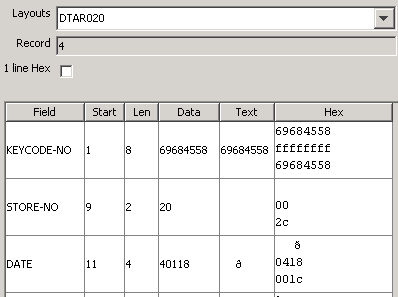 Layouts DTAR020
Record 4
1 line Hex
Field Start Len Data Text Hex
69684558
KEYCODE-NO 1 8 69684558 69684558 ffffffff
69684558
STORE-NO 9 2 20 00
2c
ð
DATE 11 4 40118 ð 0418
001c